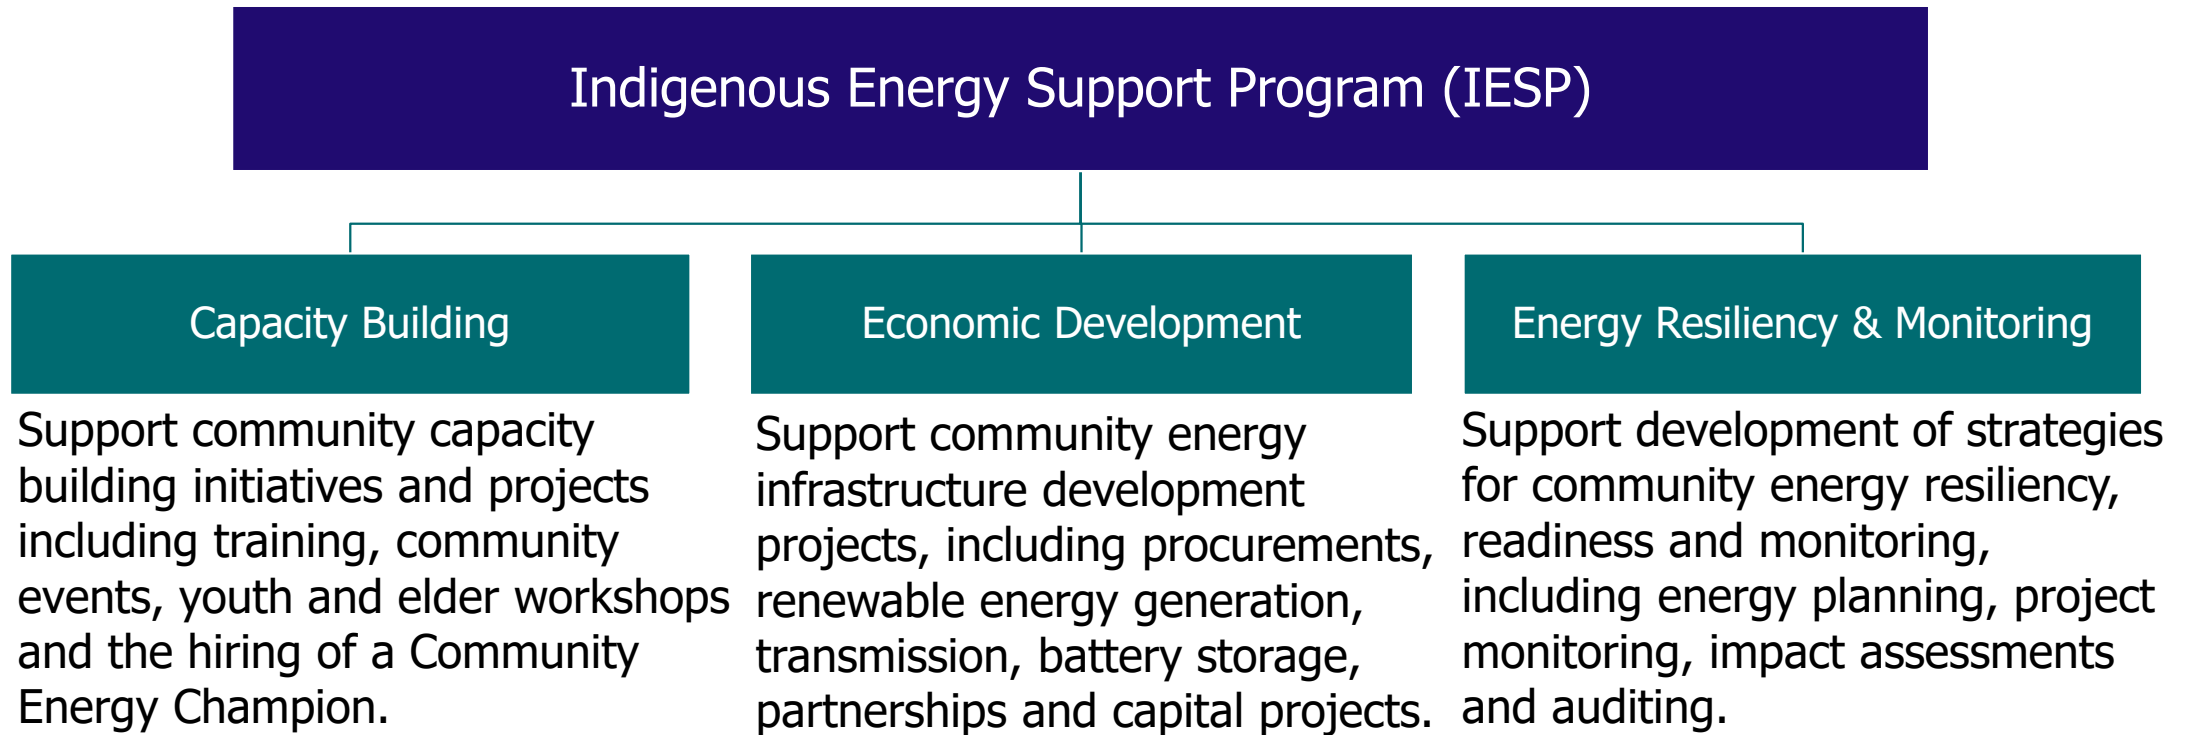 Indigenous Energy Support Program (IESP)
Capacity Building
Support community capacity
building initiatives and projects
including training, community
events, youth and elder workshops
and the hiring of a Community
Energy Champion.
Economic Development
Support community energy
infrastructure development
projects, including procurements,
renewable energy generation,
transmission, battery storage,
partnerships and capital projects.
Energy Resiliency & Monitoring
Support development of strategies
for community energy resiliency,
readiness and monitoring,
including energy planning, project
monitoring, impact assessments
and auditing.